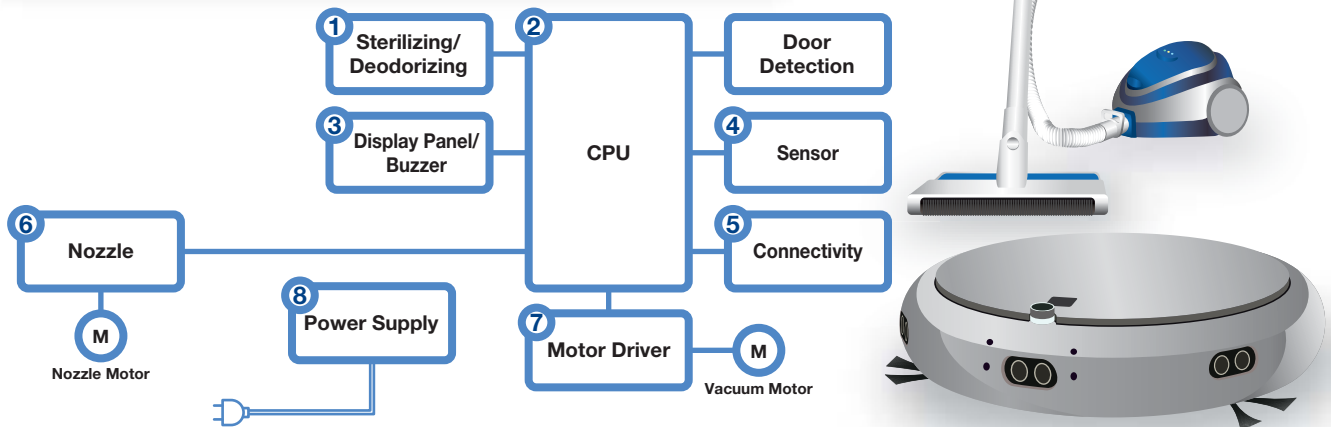 1
Sterilizing/
Deodorizing
2
CPU
Door
Detection
3
Display Panel/
Buzzer
4
Sensor
6
Nozzle
5
Connectivity
M
Nozzle Motor
8
Power Supply
7
Motor Driver
M
Vacuum Motor